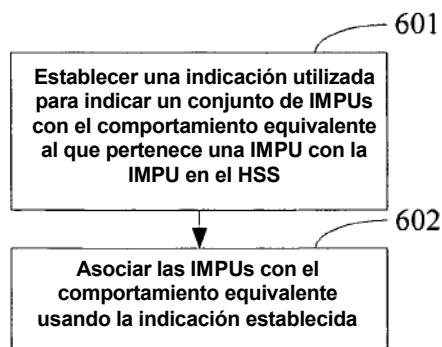 601
Establecer una indicación utilizada
para indicar un conjunto de IMPUs
con el comportamiento equivalente
al que pertenece una IMPU con la
IMPU en el HSS
602
Asociar las IMPUs con el
comportamiento equivalente
usando la indicación establecida